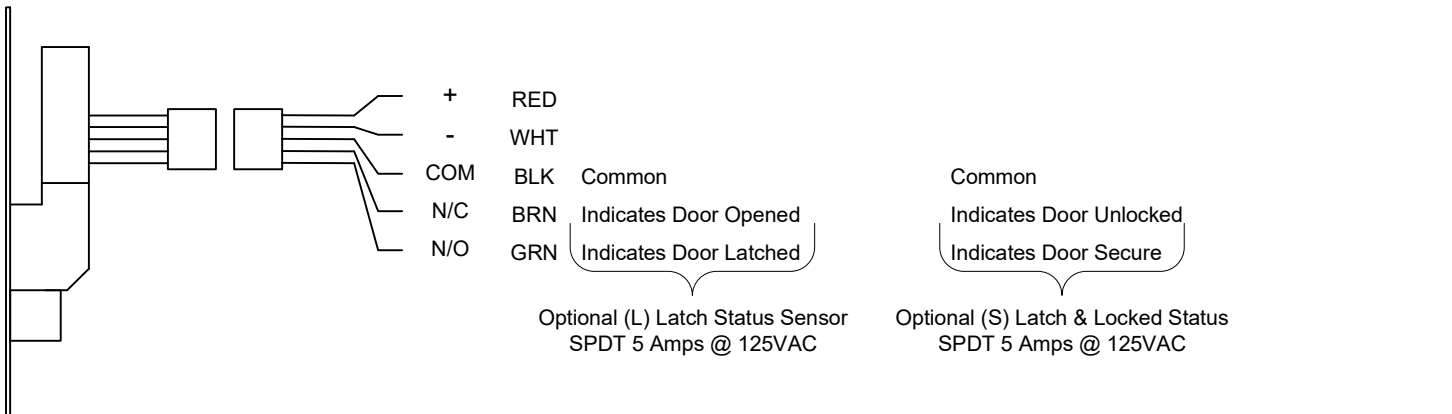 + RED
- WHT
COM BLK Common Common
N/C BRN Indicates Door Opened Indicates Door Unlocked
N/O GRN Indicates Door Latched Indicates Door Secure
Optional (L) Latch Status Sensor Optional (S) Latch & Locked Status
SPDT 5 Amps @ 125VAC SPDT 5 Amps @ 125VAC